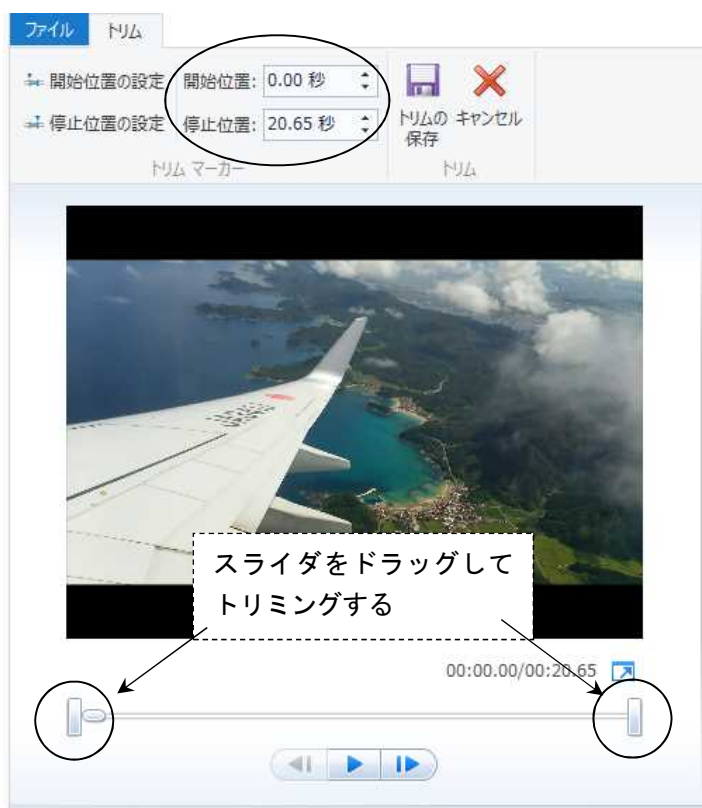 ファイル トリム
開始位置の設定 開始位置: 0.00 秒
停止位置の設定 停止位置: 20.65 秒
トリムの
保存
キャンセル
トリム マーカー トリム
スライダをドラッグして
トリミングする
00:00.00/00:20.65